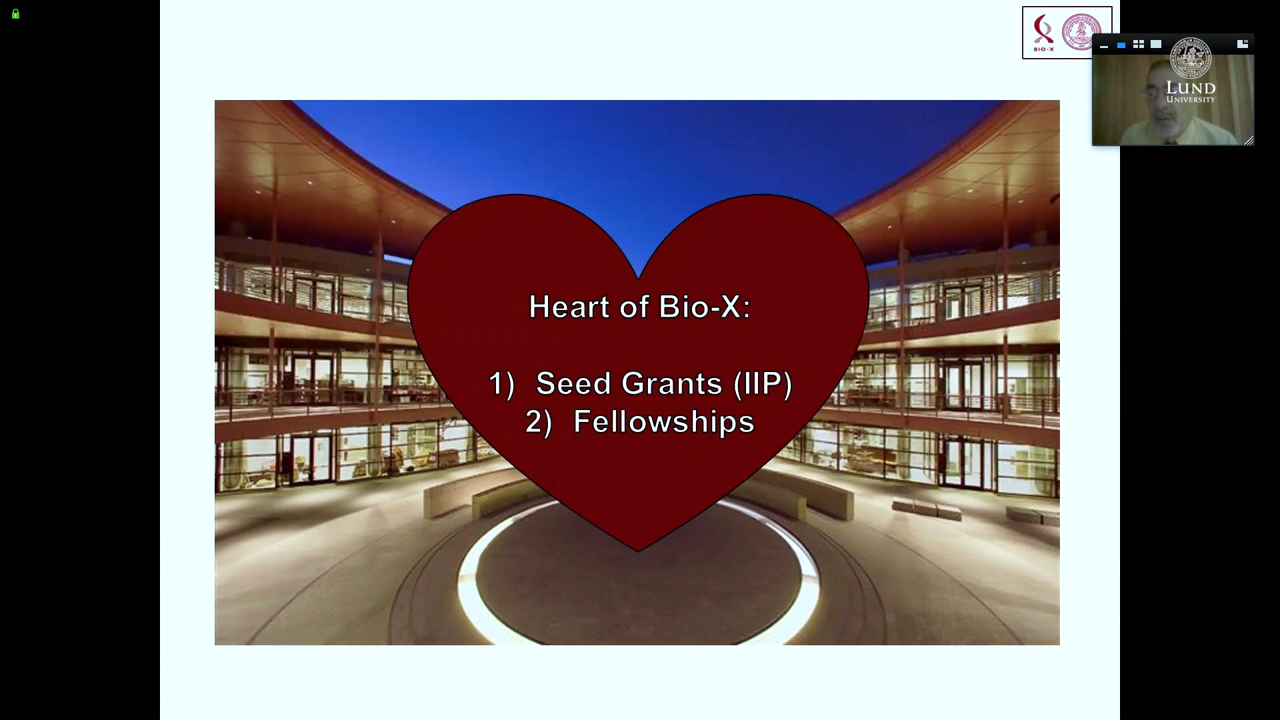 BIO-X
LUND
UNIVERSITY
Heart of Bio-X:
1) Seed Grants (IIP)
2) Fellowships